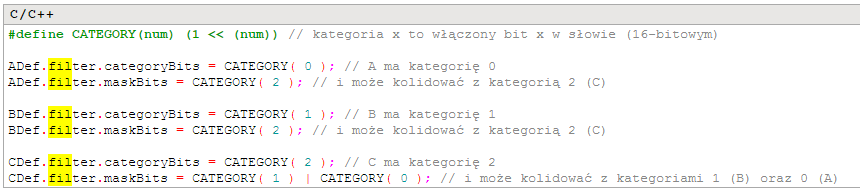 C/C++
#define CATEGORY(num) (1 << (num)) // kategoria x to włączony bit x w słowie (16-bitowym)
ADef.filter.categoryBits = CATEGORY( 0 ); // A ma kategorię 0
ADef.filter.maskBits = CATEGORY( 2 ); // i może kolidować z kategorią 2 (C)
BDef.filter.categoryBits = CATEGORY( 1 ); // B ma kategorię 1
BDef.filter.maskBits = CATEGORY( 2 ); // i może kolidować z kategorią 2 (C)
CDef.filter.categoryBits = CATEGORY( 2 ); // C ma kategorię 2
CDef.filter.maskBits = CATEGORY( 1 ) | CATEGORY( 0 ); // i może kolidować z kategoriami 1 (B) oraz 0 (A)